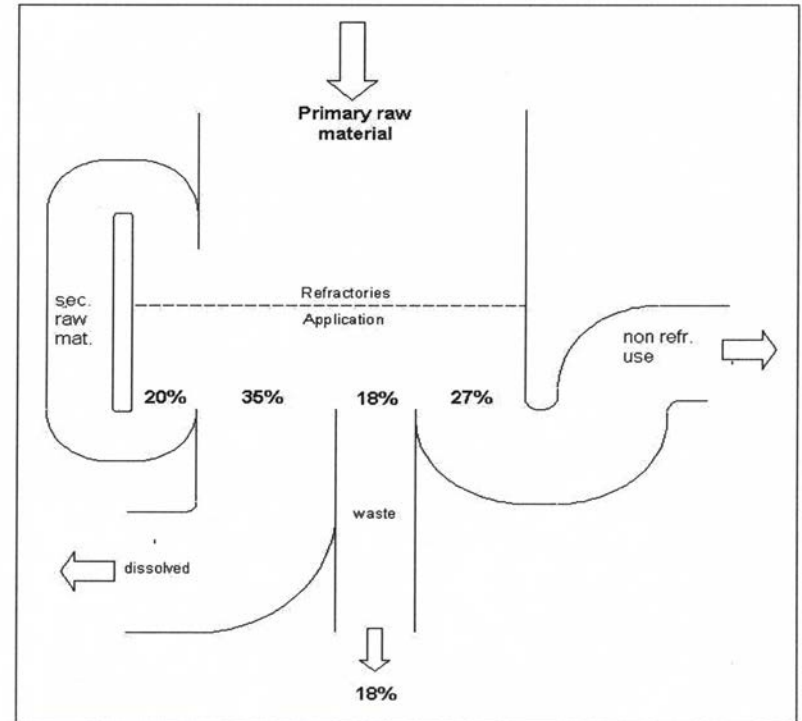 Primary raw
material
Refractories
Application
sec.
raw
mat.
non refr.
use
20%
35%
18%
27%
waste
dissolved
18%